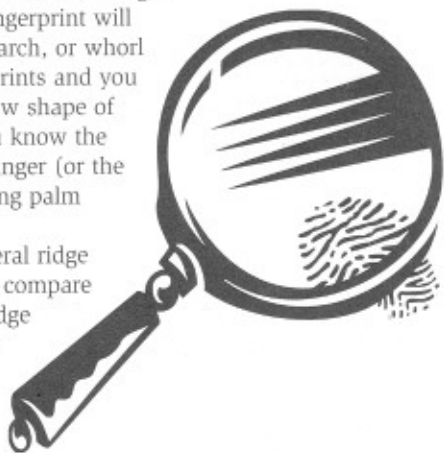 ngerprint will
arch, or whorl
prints and you
w shape of
know the
nger (or the
ng palm
eral ridge
compare
dge